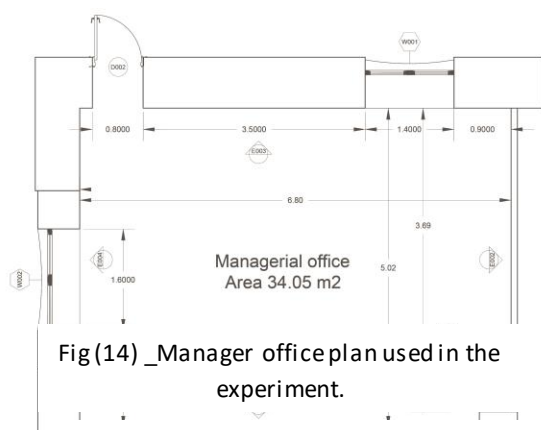 W001
D002
0.8000
3.5000
1.4000
0.9000
E003
6.80
3.69
W002
E004
1.6000
Managerial office
Area 34.05 m2
5.02
E002
Fig (14) _Manager office plan used in the
experiment.